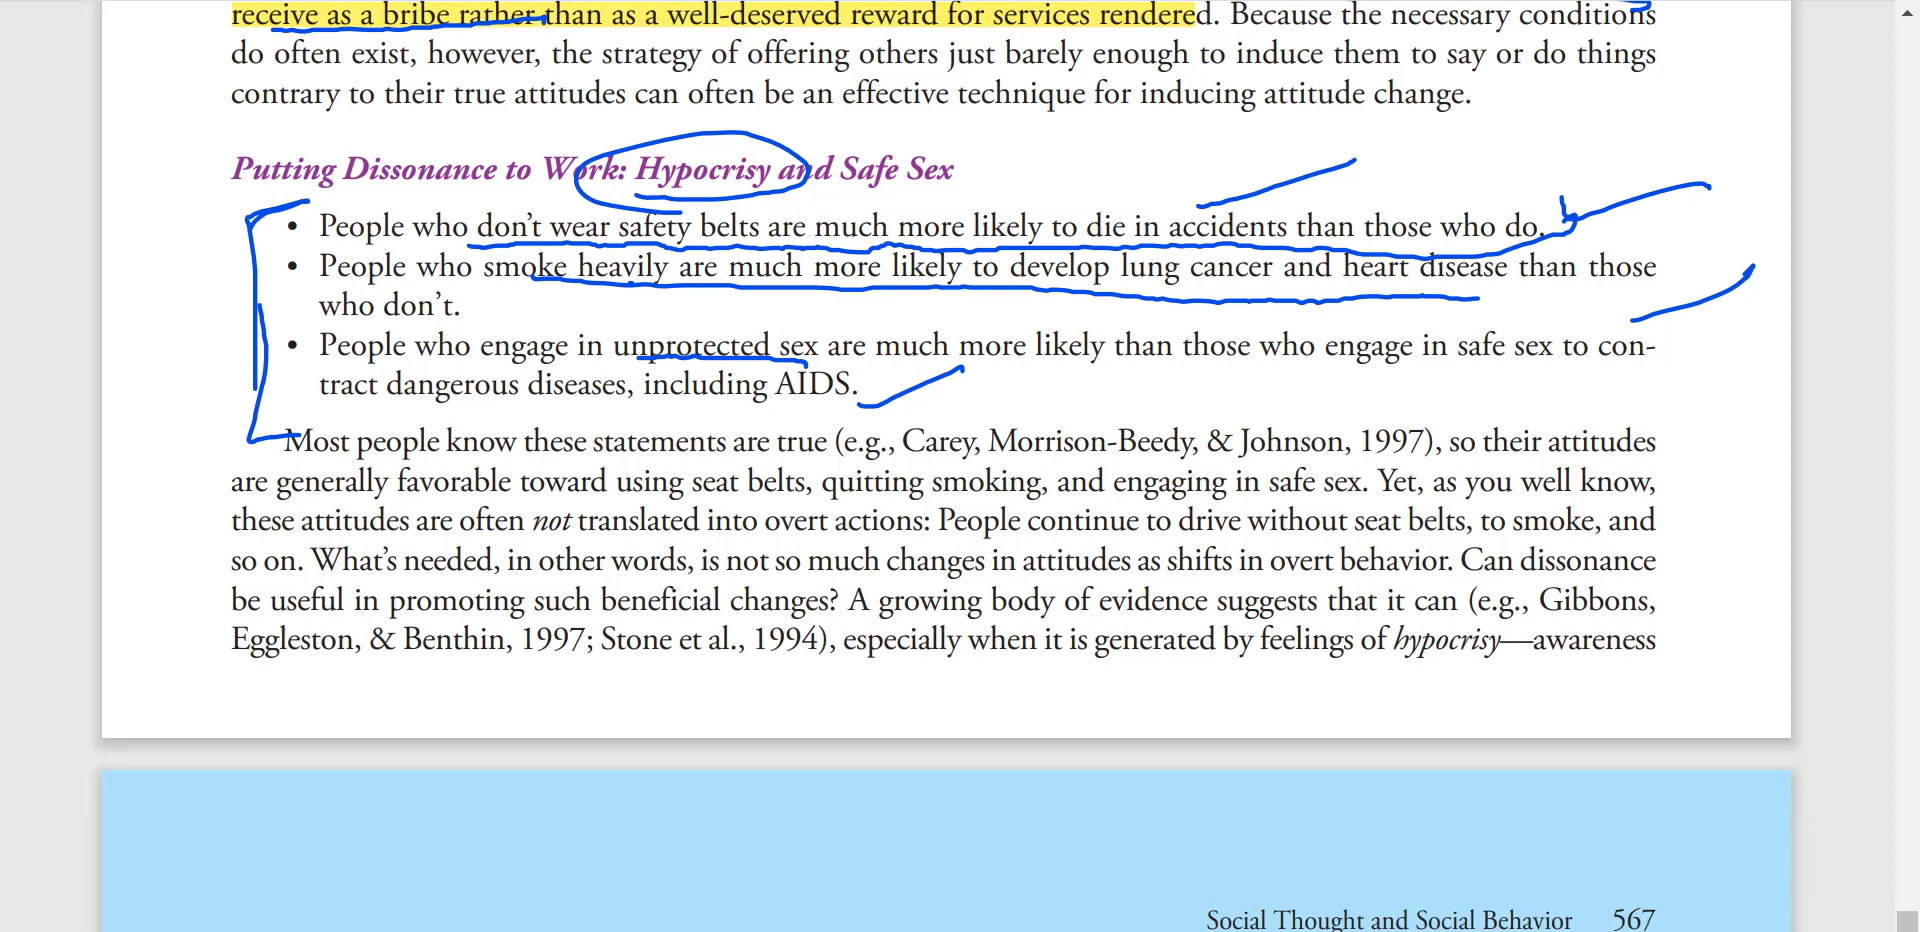 receive as a bribe rather than as a well-deserved reward for services rendered. Because the necessary conditions
do often exist, however, the strategy of offering others just barely enough to induce them to say or do things
contrary to their true attitudes can often be an effective technique for inducing attitude change.
Putting Dissonance to Work: Hypocrisy and Safe Sex
• People who don't wear safety belts are much more likely to die in accidents than those who do.
• People who smoke heavily are much more likely to develop lung cancer and heart disease than those
who don't.
• People who engage in unprotected sex are much more likely than those who engage in safe sex to con-
tract dangerous diseases, including AIDS.
Most people know these statements are true (e.g., Carey, Morrison-Beedy, & Johnson, 1997), so their attitudes
are generally favorable toward using seat belts, quitting smoking, and engaging in safe sex. Yet, as you well know,
these attitudes are often not translated into overt actions: People continue to drive without seat belts, to smoke, and
so on. What's needed, in other words, is not so much changes in attitudes as shifts in overt behavior. Can dissonance
be useful in promoting such beneficial changes? A growing body of evidence suggests that it can (e.g., Gibbons,
Eggleston, & Benthin, 1997; Stone et al., 1994), especially when it is generated by feelings of hypocrisy—awareness
Social Thought and Social Behavior 567